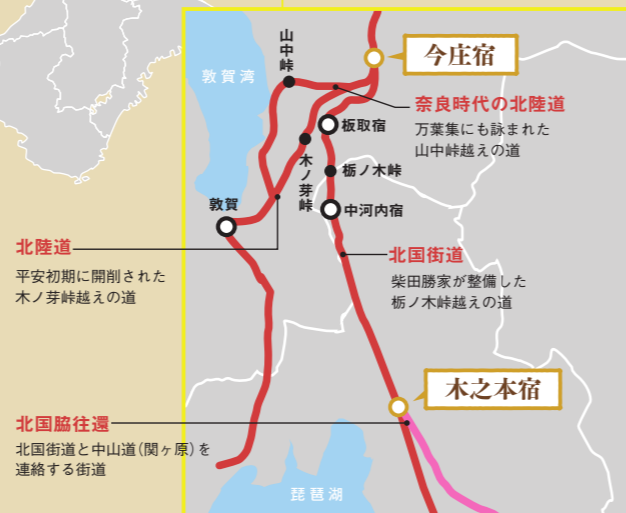 山中峠
今庄宿
敦賀湾
奈良時代の北陸道
万葉集にも詠まれた
山中峠越えの道
板取宿
木ノ芽峠
栃ノ木峠
敦賀
中河内宿
北陸道
平安初期に開削された
木ノ芽峠越えの道
北国街道
柴田勝家が整備した
栃ノ木峠越えの道
木之本宿
北国脇往還
北国街道と中山道(関ヶ原)を
連絡する街道
琵琶湖